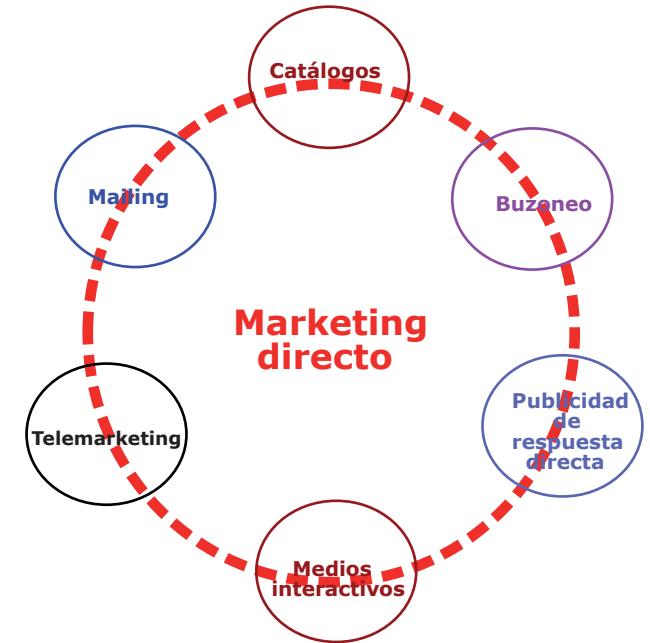 Catálogos
Mailing
Buzoneo
Marketing
directo
Publicidad
de
respuesta
directa
Telemarketing
Medios
interactivos